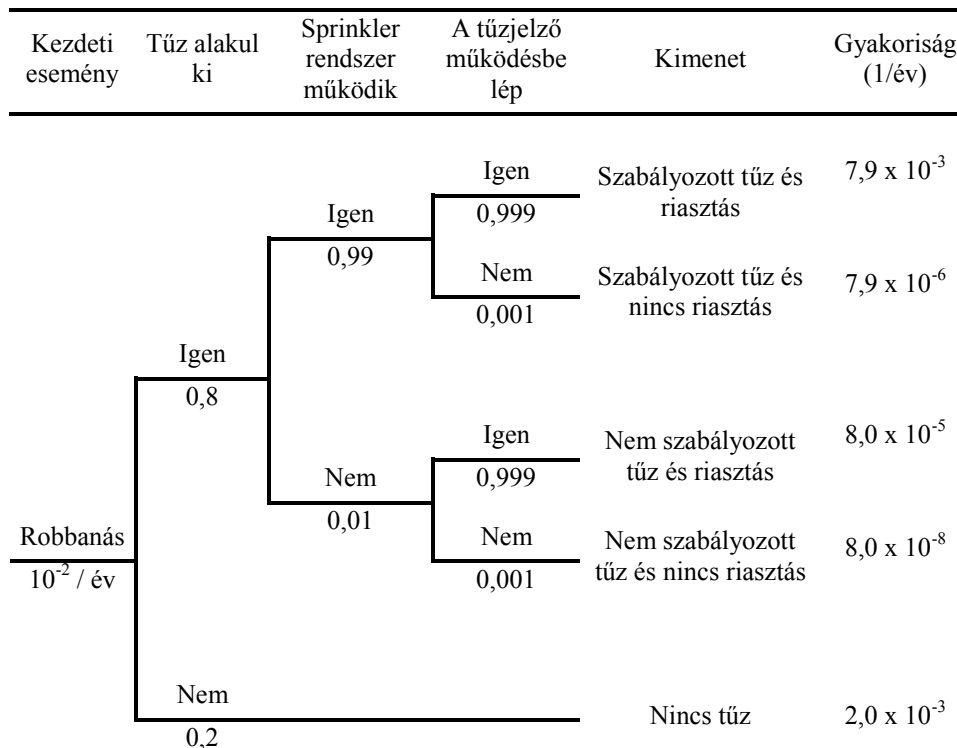 Kezdeti
esemény
Tűz alakul
ki
Sprinkler
rendszer
működik
A tűzjelző
működésbe
lép
Kimenet
Gyakoriság
(1/év)
Igen
0,999
Szabályozott tűz és
riasztás
7,9 x 10⁻³
Igen
0,99
Nem
0,001
Szabályozott tűz és
nincs riasztás
7,9 x 10⁻⁶
Igen
0,8
Igen
0,999
Nem szabályozott
tűz és riasztás
8,0 x 10⁻⁵
Nem
0,01
Nem
0,001
Nem szabályozott
tűz és nincs riasztás
8,0 x 10⁻⁸
Robbanás
10⁻² / év
Nem
0,2
Nincs tűz
2,0 x 10⁻³